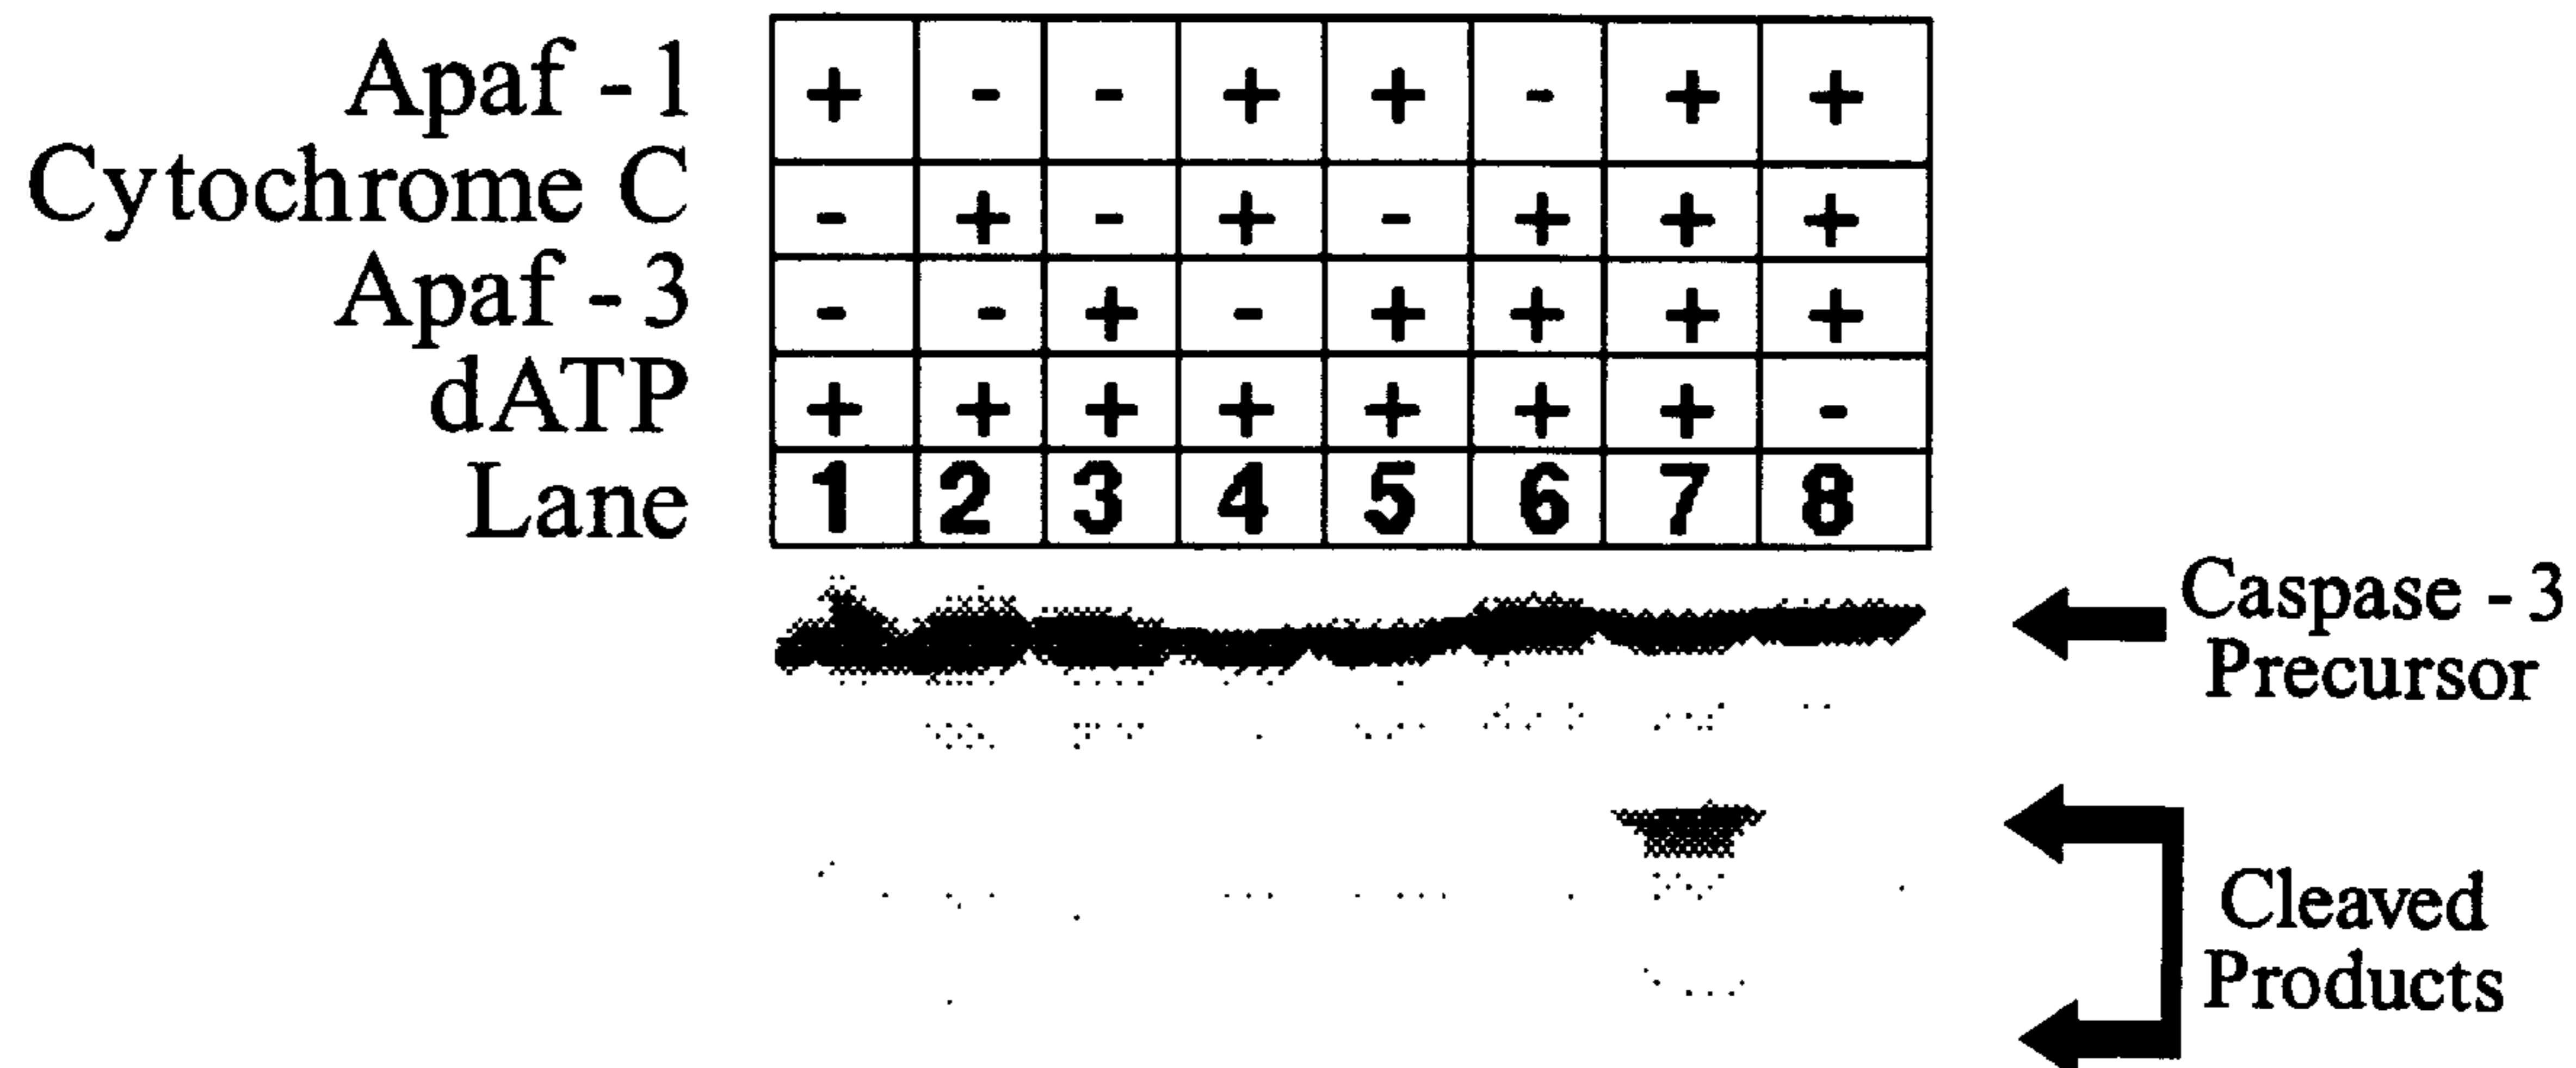 Apaf - 1 + - - + + - + +
Cytochrome C - + - + - + + +
Apaf - 3 - - + - + + + +
dATP + + + + + + + -
Lane 1 2 3 4 5 6 7 8
Caspase - 3
Precursor
Cleaved
Products